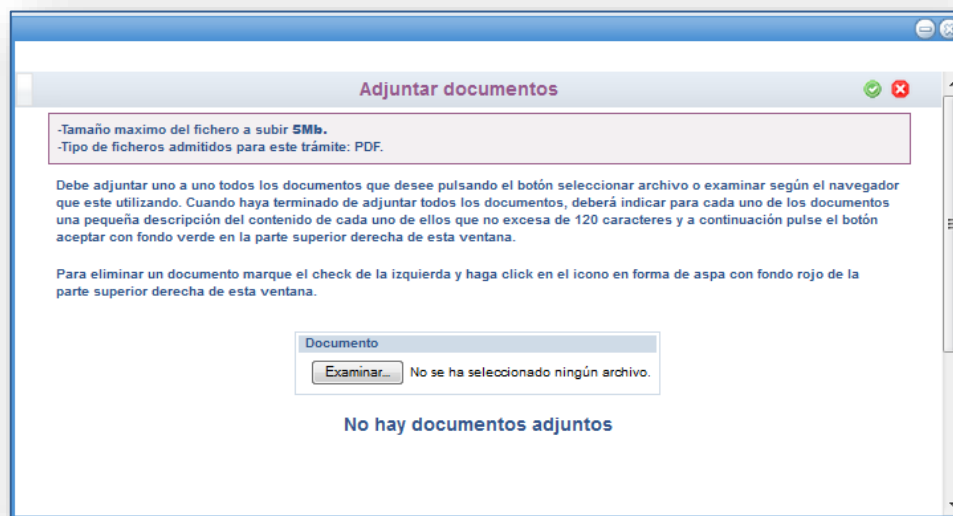 Adjuntar documentos
-Tamaño maximo del fichero a subir 5Mb.
-Tipo de ficheros admitidos para este trámite: PDF.
Debe adjuntar uno a uno todos los documentos que desee pulsando el botón seleccionar archivo o examinar según el navegador
que este utilizando. Cuando haya terminado de adjuntar todos los documentos, deberá indicar para cada uno de los documentos
una pequeña descripción del contenido de cada uno de ellos que no excesa de 120 caracteres y a continuación pulse el botón
aceptar con fondo verde en la parte superior derecha de esta ventana.
Para eliminar un documento marque el check de la izquierda y haga click en el icono en forma de aspa con fondo rojo de la
parte superior derecha de esta ventana.
Documento
Examinar... No se ha seleccionado ningún archivo.
No hay documentos adjuntos